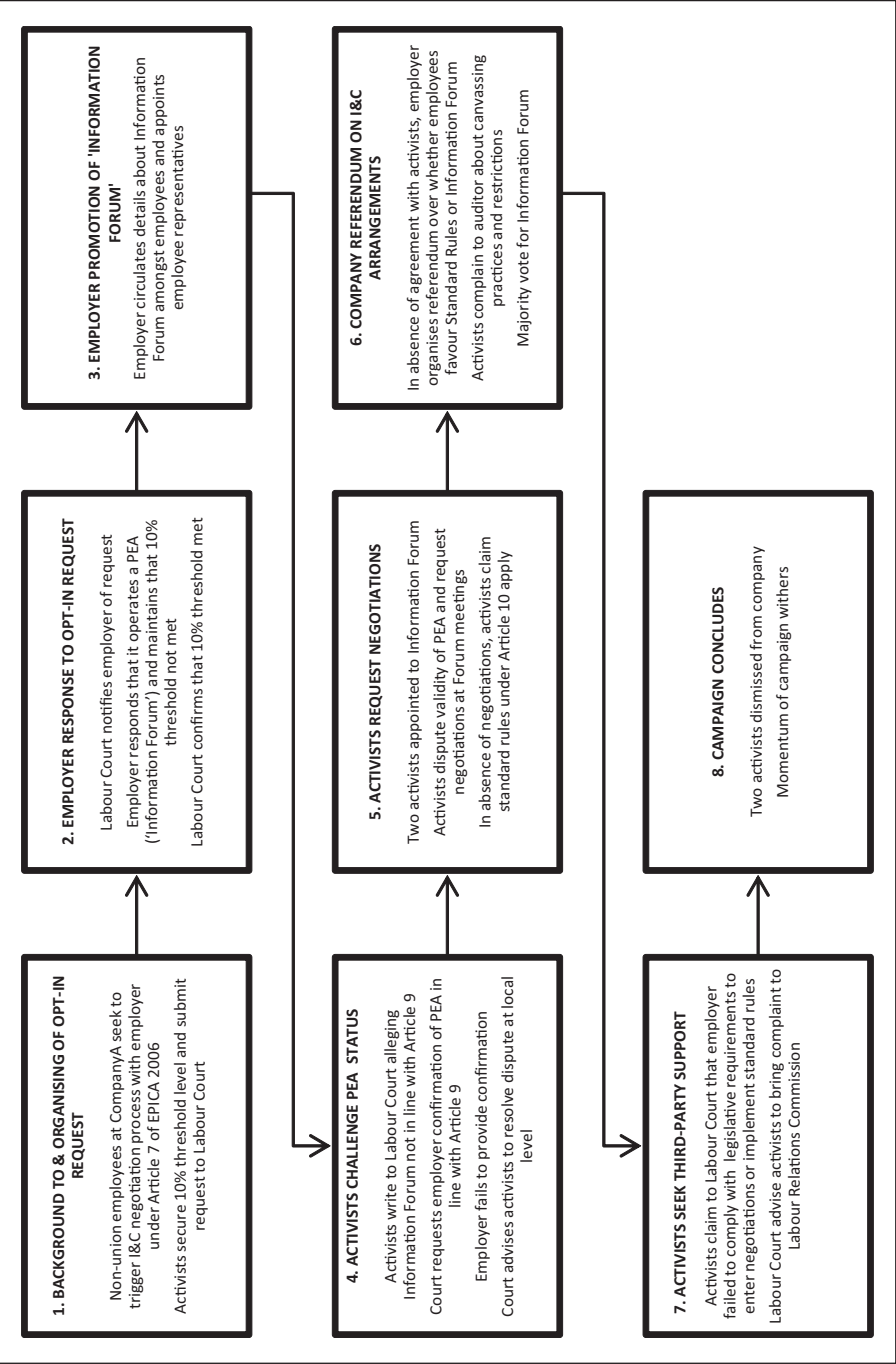 1. BACKGROUND TO & ORGANISING OF OPT-IN
REQUEST
Non-union employees at CompanyA seek to
trigger I&C negotiation process with employer
under Article 7 of EPICA 2006
Activists secure 10% threshold level and submit
request to Labour Court
2. EMPLOYER RESPONSE TO OPT-IN REQUEST
Labour Court notifies employer of request
Employer responds that it operates a PEA
('Information Forum') and maintains that 10%
threshold not met
Labour Court confirms that 10% threshold met
3. EMPLOYER PROMOTION OF 'INFORMATION
FORUM'
Employer circulates details about Information
Forum amongst employees and appoints
employee representatives
4. ACTIVISTS CHALLENGE PEA STATUS
Activists write to Labour Court alleging
Information Forum not in line with Article 9
Court requests employer confirmation of PEA in
line with Article 9
Employer fails to provide confirmation
Court advises activists to resolve dispute at local
level
5. ACTIVISTS REQUEST NEGOTIATIONS
Two activists appointed to Information Forum
Activists dispute validity of PEA and request
negotiations at Forum meetings
In absence of negotiations, activists claim
standard rules under Article 10 apply
6. COMPANY REFERENDUM ON I&C
ARRANGEMENTS
In absence of agreement with activists, employer
organises referendum over whether employees
favour Standard Rules or Information Forum
Activists complain to auditor about canvassing
practices and restrictions
Majority vote for Information Forum
7. ACTIVISTS SEEK THIRD-PARTY SUPPORT
Activists claim to Labour Court that employer
failed to comply with legislative requirements to
enter negotiations or implement standard rules
Labour Court advise activists to bring complaint to
Labour Relations Commission
8. CAMPAIGN CONCLUDES
Two activists dismissed from company
Momentum of campaign withers